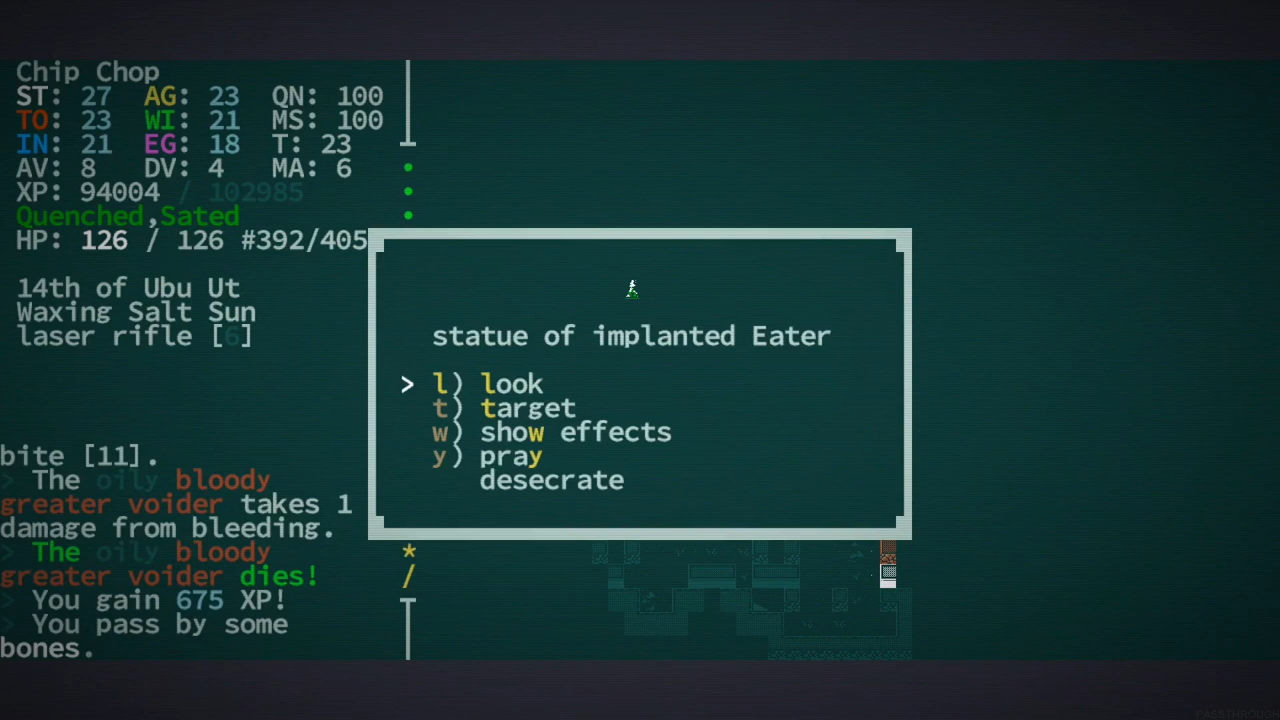 Chip Chop
ST: 27 AG: 23 QN: 100
TO: 23 WI: 21 MS: 100
IN: 21 EG: 18 T: 23
AV: 8 DV: 4 MA: 6
XP: 94004 / 102985
Quenched,Sated
HP: 126 / 126 #392/405
14th of Ubu Ut
Waxing Salt Sun
laser rifle [6]
statue of implanted Eater
> l) look
t) target
w) show effects
y) pray
desecrate
bite [11].
> The oily bloody
greater voider takes 1
damage from bleeding.
> The oily bloody
greater voider dies!
> You gain 675 XP!
> You pass by some
bones.
* 
/